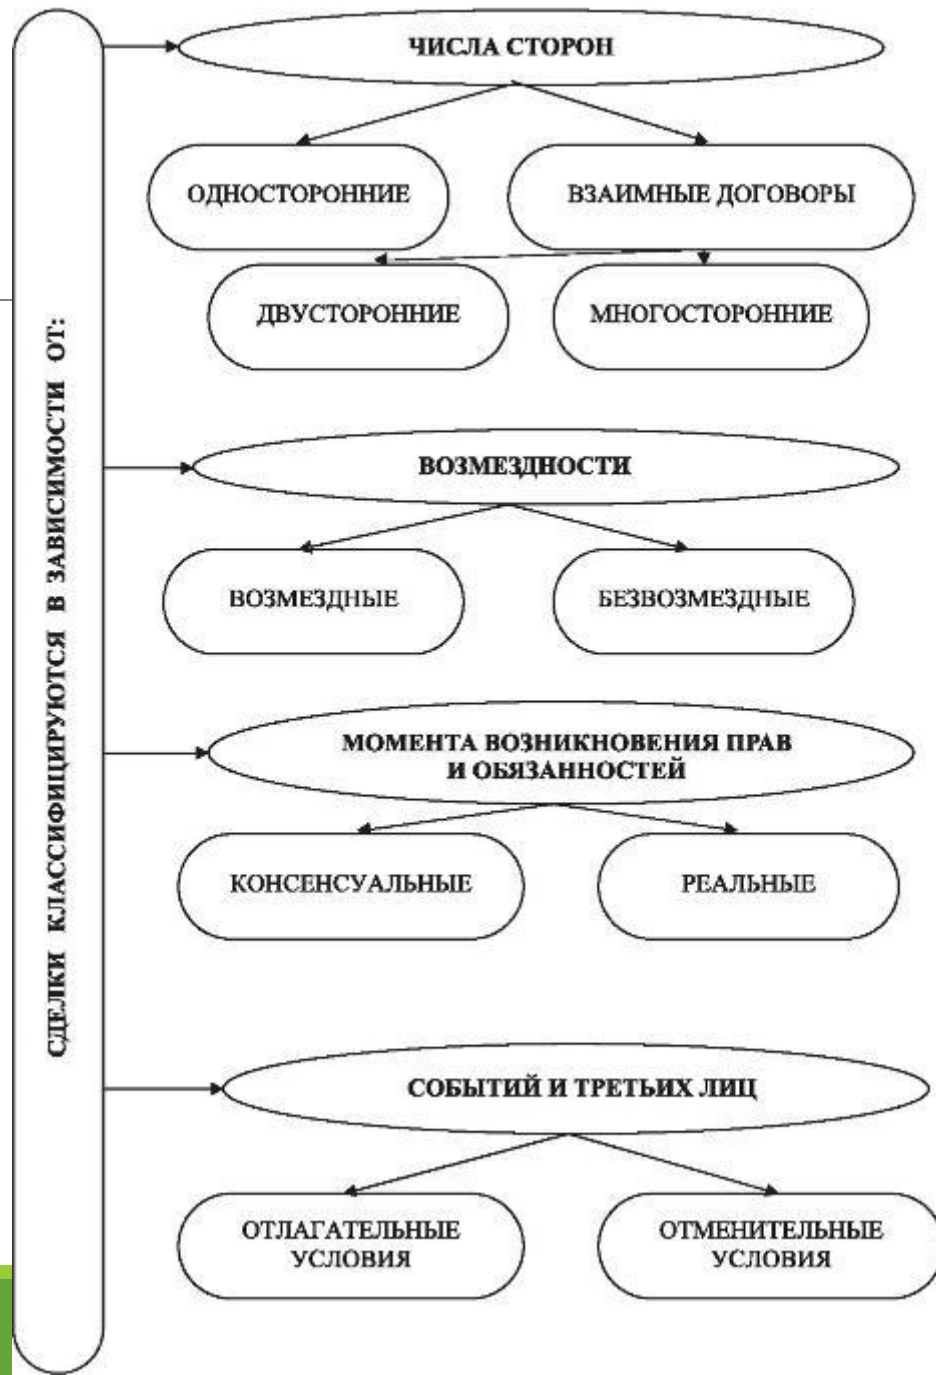 СДЕЛКИ КЛАССИФИЦИРУЮТСЯ В ЗАВИСИМОСТИ ОТ:
ЧИСЛА СТОРОН
ОДНОСТОРОННИЕ
ВЗАИМНЫЕ ДОГОВОРЫ
ДВУСТОРОННИЕ
МНОГОСТОРОННИЕ
ВОЗМЕЗДНОСТИ
ВОЗМЕЗДНЫЕ
БЕЗВОЗМЕЗДНЫЕ
МОМЕНТА ВОЗНИКНОВЕНИЯ ПРАВ
И ОБЯЗАННОСТЕЙ
КОНСЕНСУАЛЬНЫЕ
РЕАЛЬНЫЕ
СОБЫТИЙ И ТРЕТЬИХ ЛИЦ
ОТЛАГАТЕЛЬНЫЕ
УСЛОВИЯ
ОТМЕНИТЕЛЬНЫЕ
УСЛОВИЯ